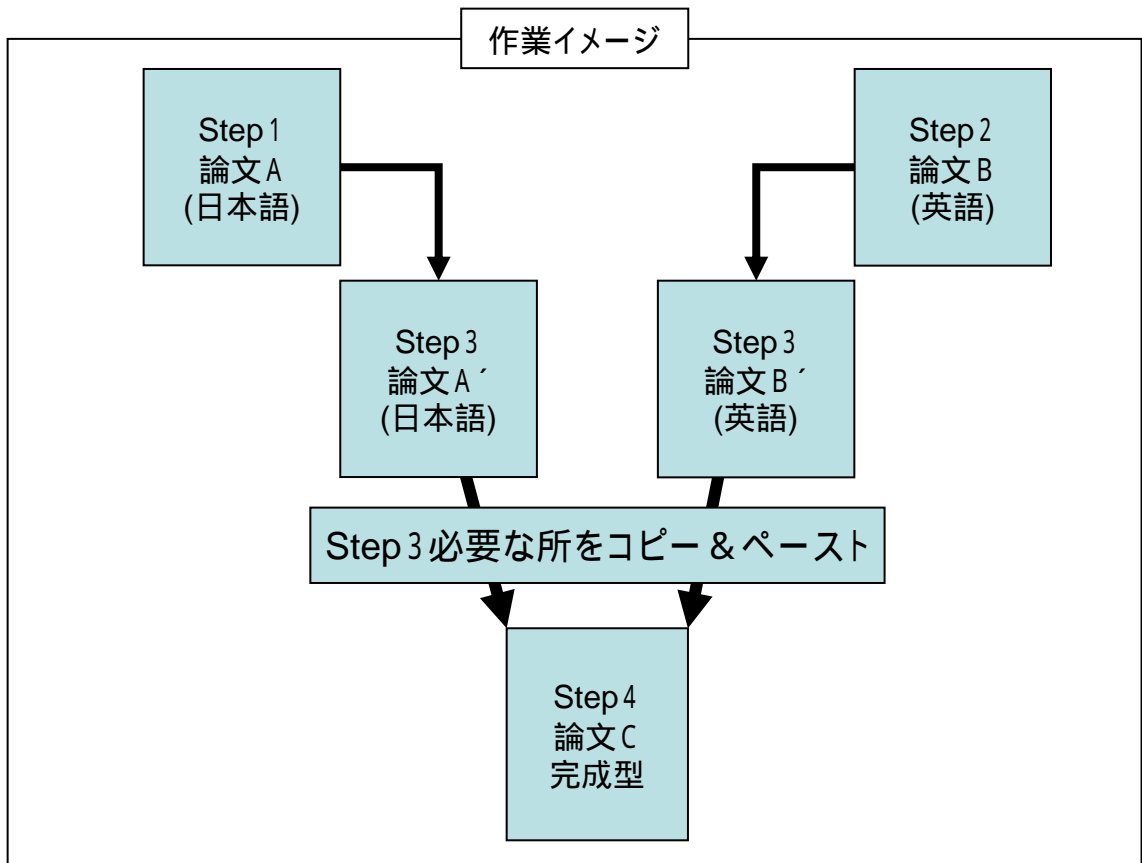 作業イメージ
Step 1
論文A
(日本語)
Step 2
論文B
(英語)
Step 3
論文A´
(日本語)
Step 3
論文B´
(英語)
Step 3 必要な所をコピー & ペースト
Step 4
論文C
完成型